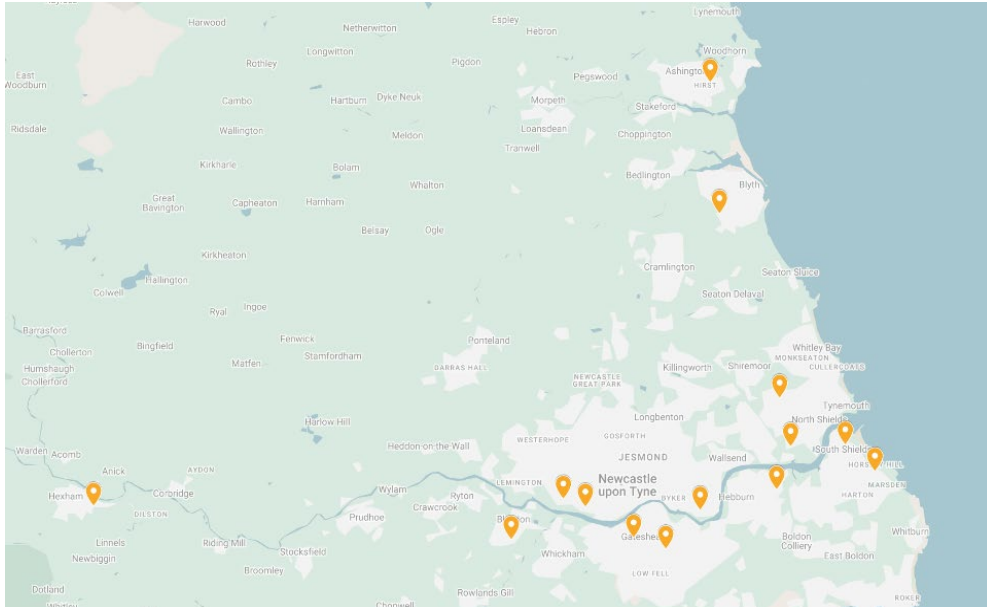 Lynemouth
Espley
Harwood
Netherwitton
Hebron
Longwitton
Woodhorn
Rothley
Pigdon
Ashington
East
Woodburn
Pegswood
HIRST
Cambo
Hartburn
Dyke Neuk
Morpeth
Stakeford
Ridsdale
Wallington
Meldon
Loansdean
Choppington
Tranwell
Kirkharle
Bolam
Bedlington
Whalton
Blyth
Great
Bavington
Capheaton
Harnham
Belsay
Ogle
Kirkheaton
Cramlington
Hallington
Seaton Sluice
Colwell
Seaton Delaval
Ryal
Ingoe
Barrasford
Bingfield
Fenwick
Ponteland
Chollerton
Stamfordham
Whitley Bay
MONKSEATON
Humshaugh
Matfen
DARRAS HALL
Killingworth
Shiremoor
CULLERCOATS
Chollerford
NEWCASTLE
GREAT PARK
Tynemouth
Harlow Hill
Longbenton
North Shields
Heddon on the Wall
WESTERHOPE
GOSFORTH
Warden
Acomb
JESMOND
Wallsend
South Shields
Anick
AYDON
HORSLEY HILL
Hexham
Corbridge
Wylam
Ryton
LEMINGTON
Newcastle
upon Tyne
BYKER
Hebburn
HARTON
MARSDEN
DILSTON
Prudhoe
Crawcrook
Blaydon
Gateshead
Whitburn
Linnels
Riding Mill
Stocksfield
Whickham
Boldon
Colliery
East Boldon
Newbiggin
Broomley
LOW FELL
Dotland
Rowlands Gill
ROKER
Chopwell